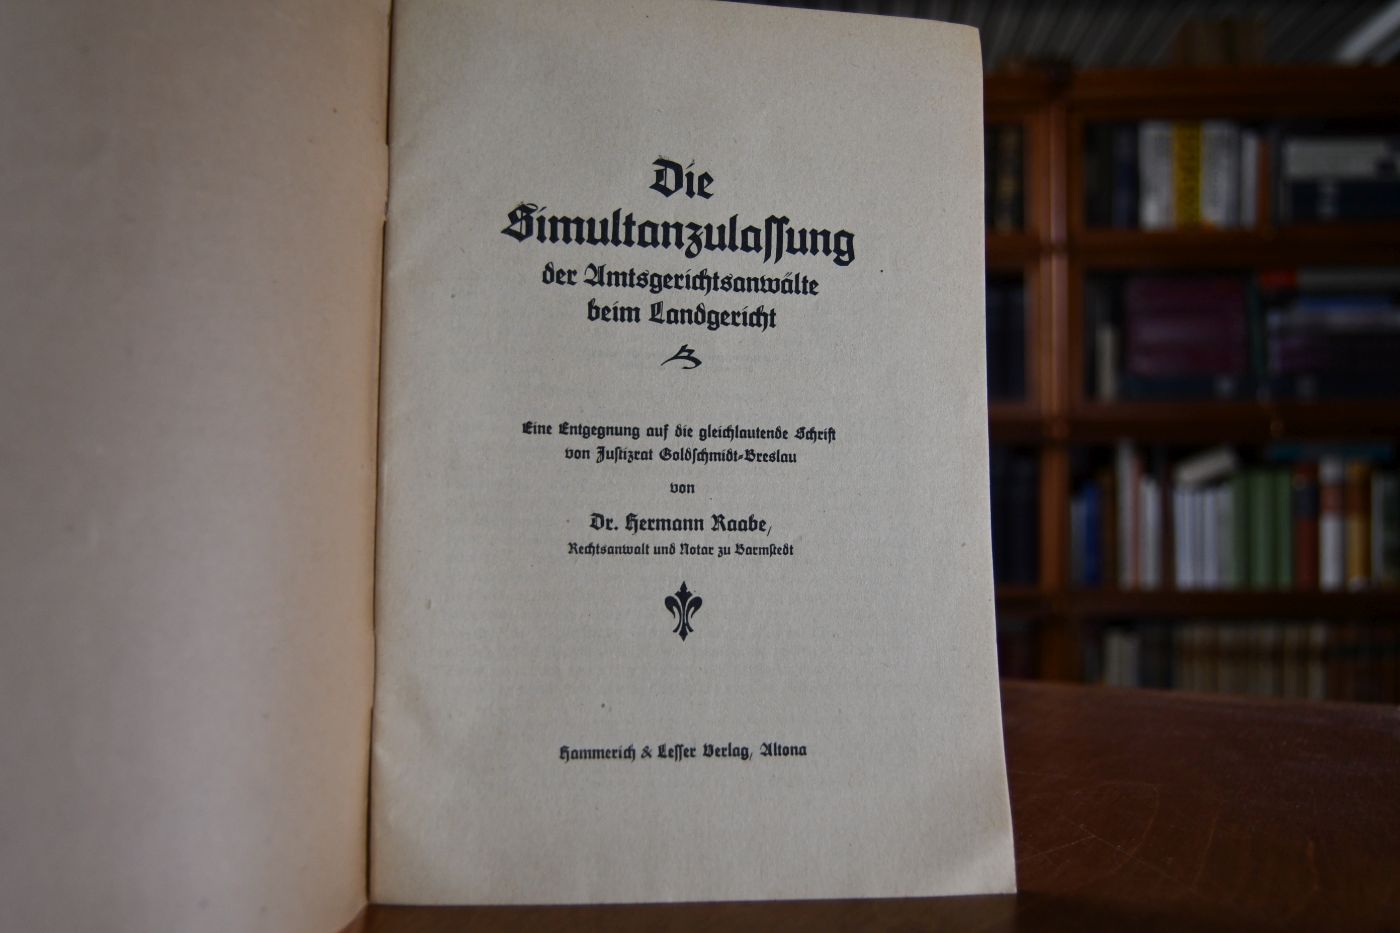 Die
Simultanzulaſſung
der Amtsgerichtsanwälte
beim Landgericht
Eine Entgegnung auf die gleichlautende Schrift
von Juſtizrat Goldſchmidt-Breslau
von
Dr. Hermann Raabe,
Rechtsanwalt und Notar zu Barmſtedt
Hammerich & Leſſer Verlag, Altona